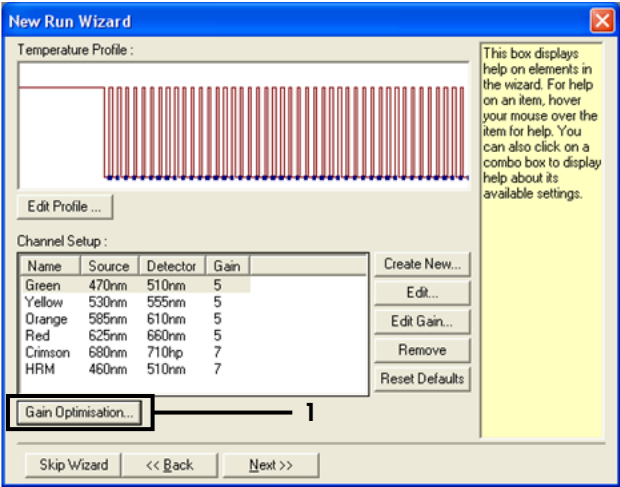 New Run Wizard
Temperature Profile :
Edit Profile ...
Channel Setup :
Name Source Detector Gain
Green 470nm 510nm 5
Yellow 530nm 555nm 5
Orange 585nm 610nm 5
Red 625nm 660nm 5
Crimson 680nm 710hp 7
HRM 460nm 510nm 7
Create New...
Edit...
Edit Gain...
Remove
Reset Defaults
Gain Optimisation...
1
Skip Wizard
<< Back
Next >>
This box displays
help on elements in
the wizard. For help
on an item, hover
your mouse over the
item for help. You
can also click on a
combo box to display
help about its
available settings.